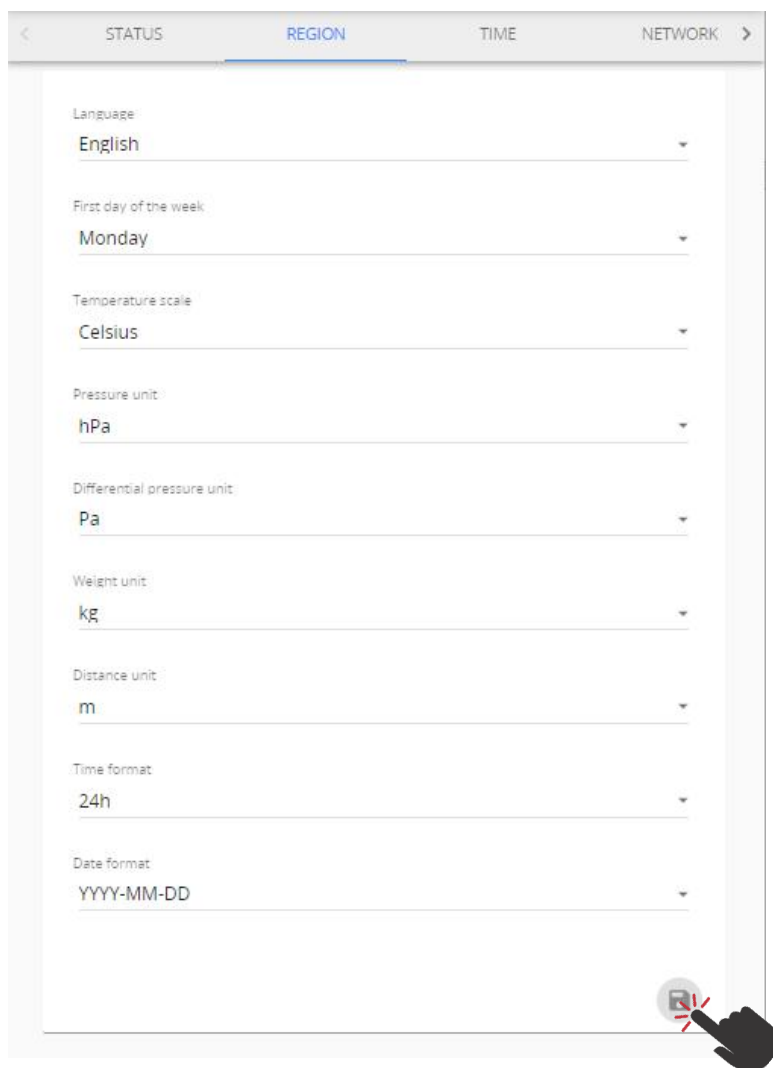 STATUS REGION TIME NETWORK
Language
English
First day of the week
Monday
Temperature scale
Celsius
Pressure unit
hPa
Differential pressure unit
Pa
Weight unit
kg
Distance unit
m
Time format
24h
Date format
YYYY-MM-DD